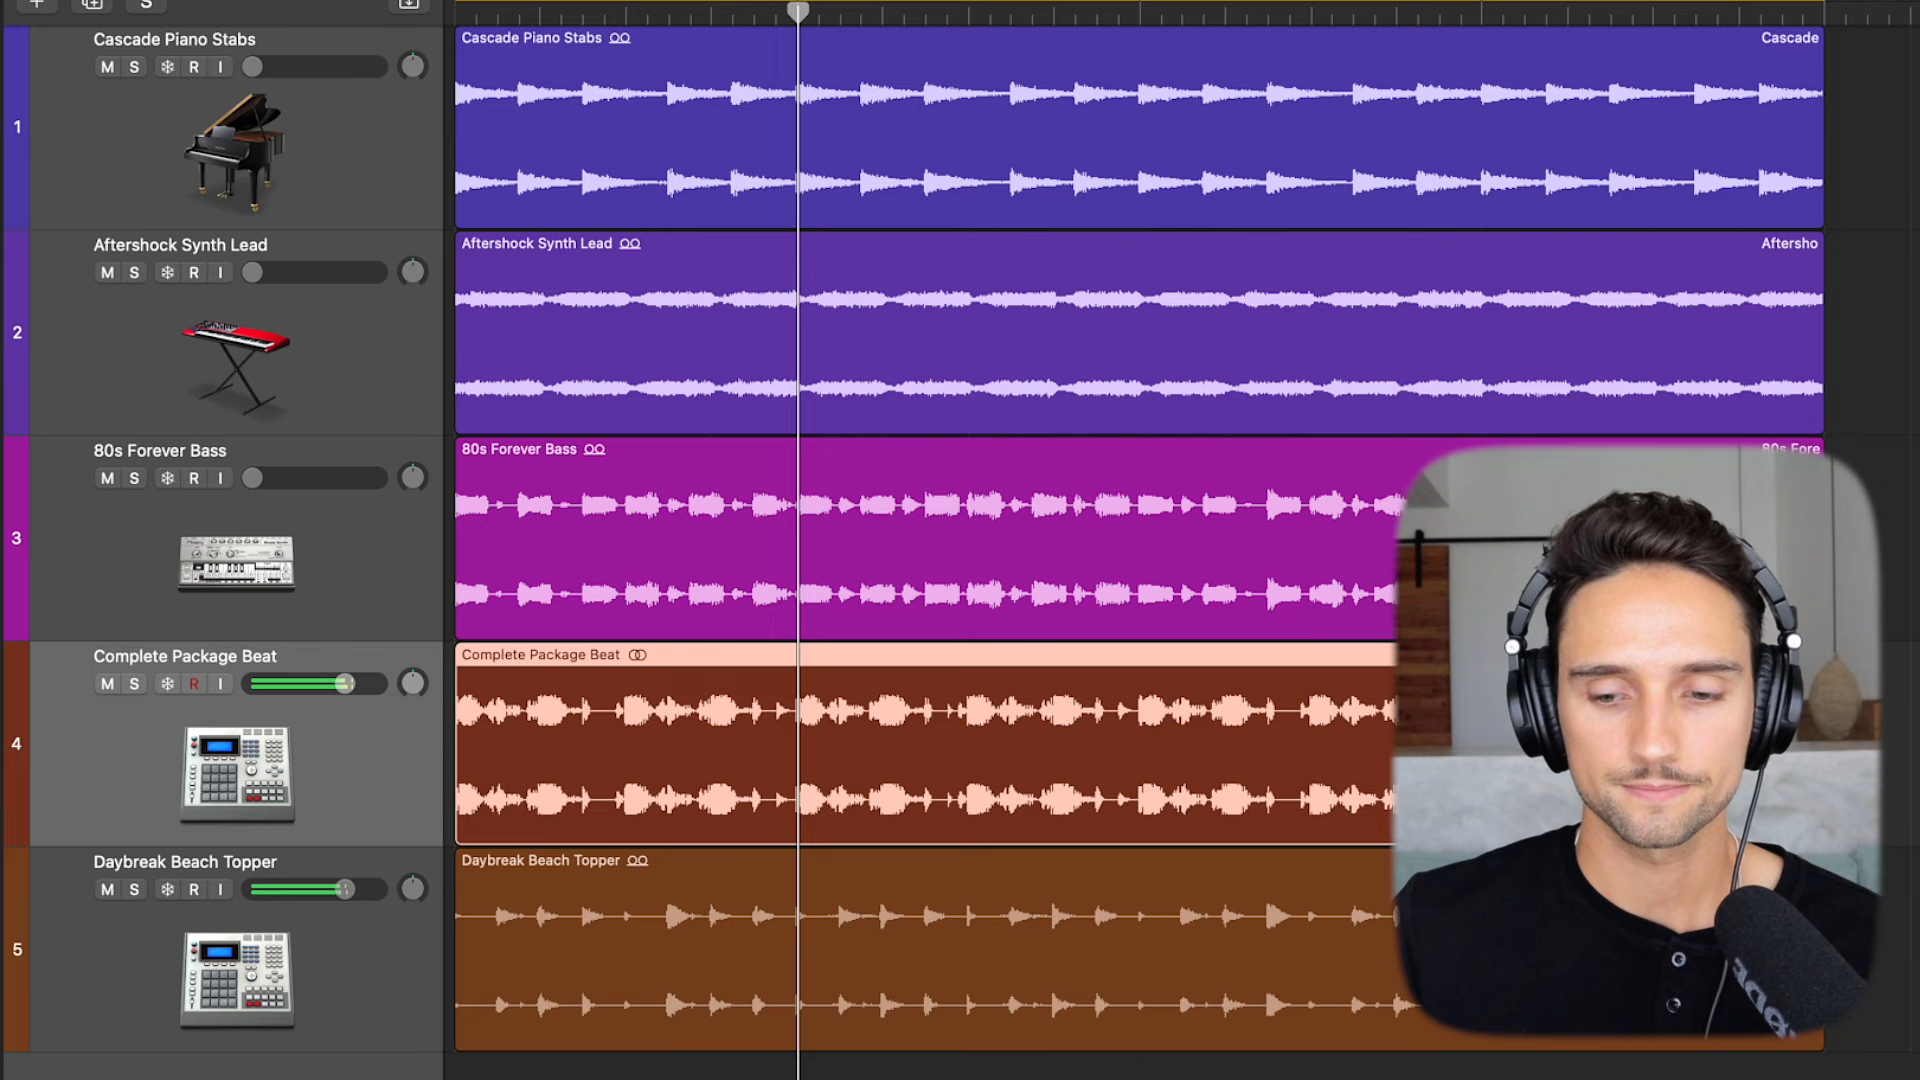 S
Cascade Piano Stabs
M S R I
1
Cascade Piano Stabs
Cascade
Aftershock Synth Lead
M S R I
2
Aftershock Synth Lead
Aftersho
80s Forever Bass
M S R I
3
80s Forever Bass
80s Fore
Complete Package Beat
M S R I
4
Complete Package Beat
Daybreak Beach Topper
M S R I
5
Daybreak Beach Topper